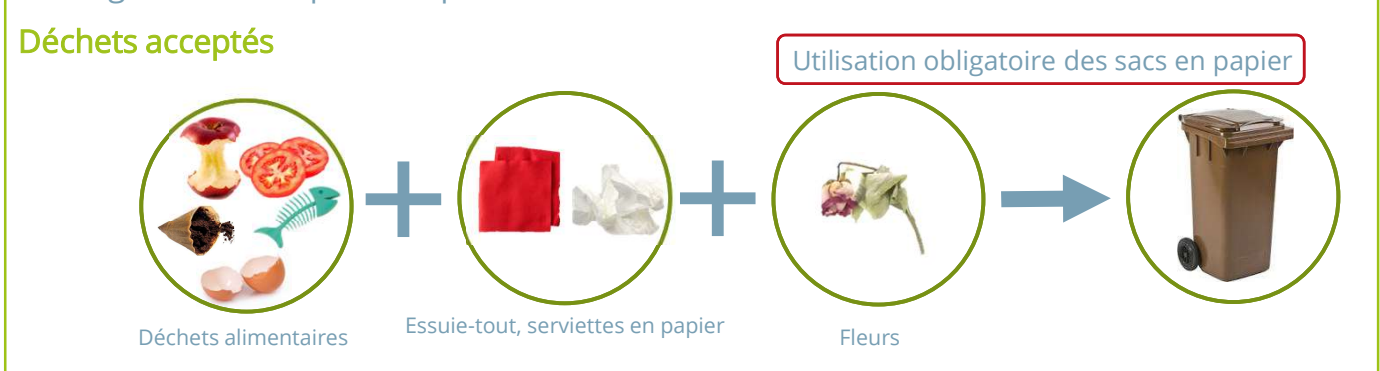 Déchets acceptés
Utilisation obligatoire des sacs en papier
Déchets alimentaires
Essuie-tout, serviettes en papier
Fleurs